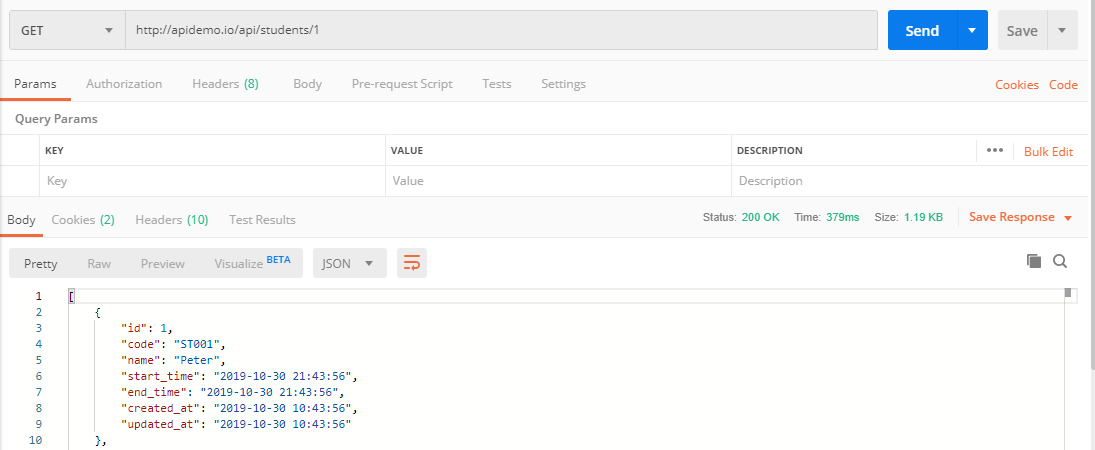 GET http://apidemo.io/api/students/1 Send Save
Params Authorization Headers (8) Body Pre-request Script Tests Settings Cookies Code
Query Params
KEY VALUE DESCRIPTION ••• Bulk Edit
Key Value Description
Body Cookies (2) Headers (10) Test Results Status: 200 OK Time: 379ms Size: 1.19 KB Save Response
Pretty Raw Preview Visualize BETA JSON
1 [
2 {
3 "id": 1,
4 "code": "ST001",
5 "name": "Peter",
6 "start_time": "2019-10-30 21:43:56",
7 "end_time": "2019-10-30 21:43:56",
8 "created_at": "2019-10-30 10:43:56",
9 "updated_at": "2019-10-30 10:43:56"
10 },